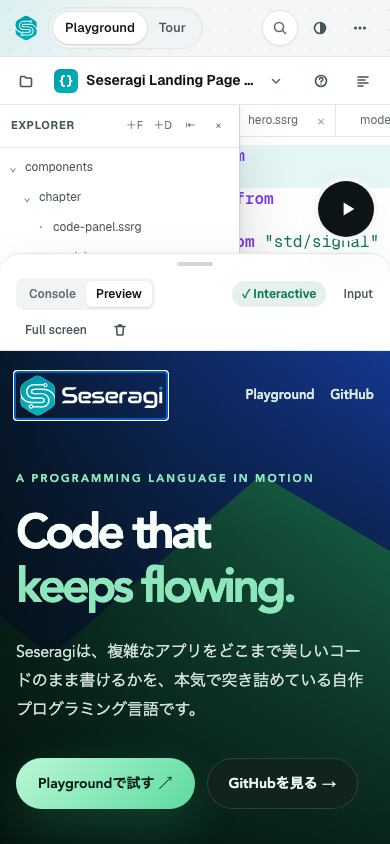 Playground Tour
{} Seseragi Landing Page ...
EXPLORER +F +D
hero.ssrg ×
components
chapter
code-panel.ssrg
from
"std/signal"
Console Preview
✓ Interactive Input
Full screen
Seseragi
Playground GitHub
A PROGRAMMING LANGUAGE IN MOTION
Code that
keeps flowing.
Seseragiは、複雑なアプリをどこまで美しいコー
ドのまま書けるかを、本気で突き詰めている自作
プログラミング言語です。
Playgroundで試す ↗
GitHubを見る →